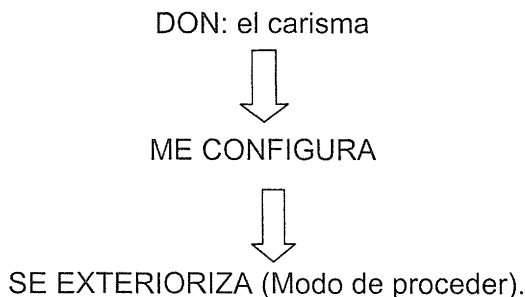 DON: el carisma
ME CONFIGURA
SE EXTERIORIZA (Modo de proceder).